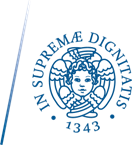 IN SUPREMÆ DIGNITATIS
1343